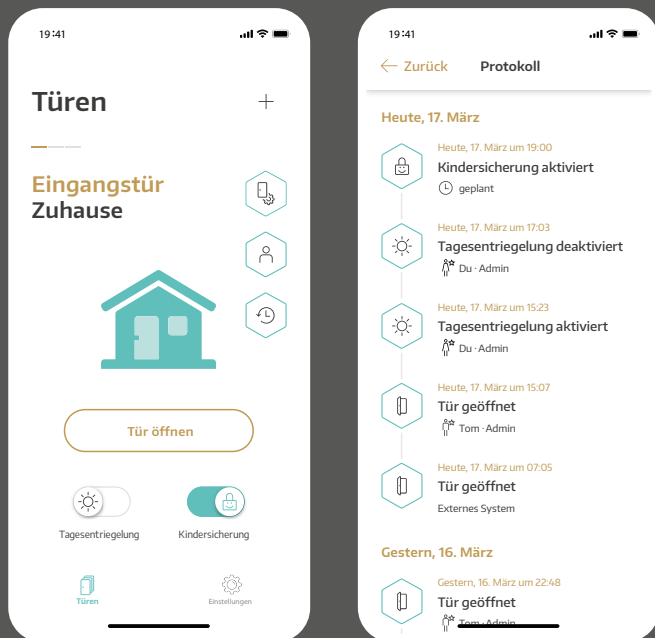 19:41
Türen
Eingangstür
Zuhause
Tür öffnen
Tagesentriegelung
Kindersicherung
Türen
Einstellungen
19:41
Zurück
Protokoll
Heute, 17. März
Heute, 17. März um 19:00
Kindersicherung aktiviert
geplant
Heute, 17. März um 17:03
Tagesentriegelung deaktiviert
Du · Admin
Heute, 17. März um 15:23
Tagesentriegelung aktiviert
Du · Admin
Heute, 17. März um 15:07
Tür geöffnet
Tom · Admin
Heute, 17. März um 07:05
Tür geöffnet
Externes System
Gestern, 16. März
Gestern, 16. März um 22:48
Tür geöffnet
Tom · Admin